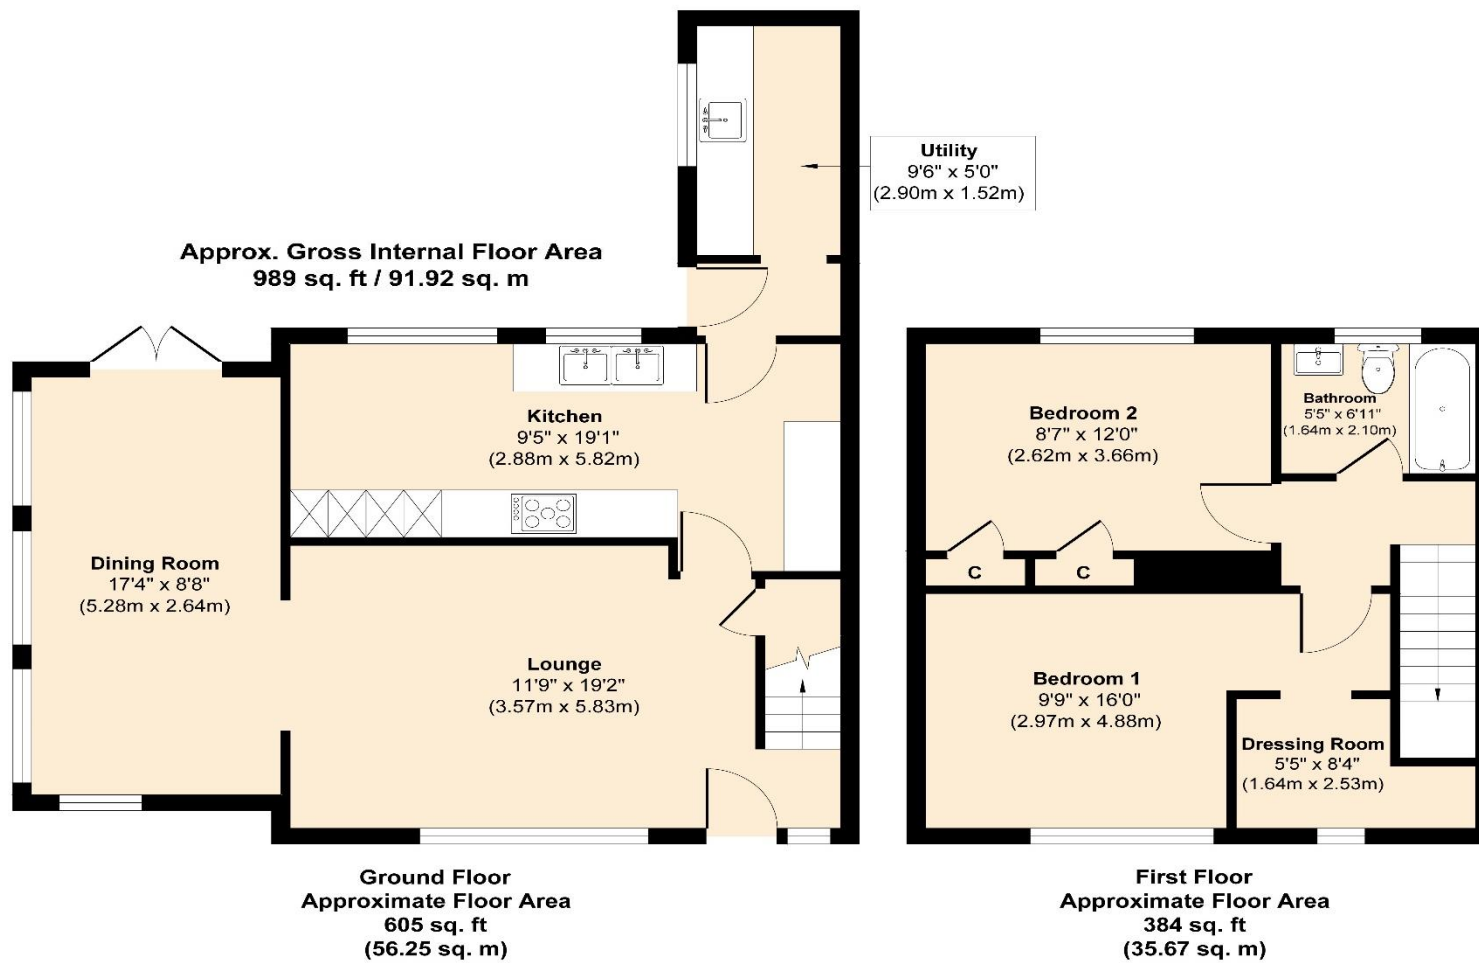 Utility
9'6" x 5'0"
(2.90m x 1.52m)
Approx. Gross Internal Floor Area
989 sq. ft / 91.92 sq. m
Kitchen
9'5" x 19'1"
(2.88m x 5.82m)
Dining Room
17'4" x 8'8"
(5.28m x 2.64m)
Lounge
11'9" x 19'2"
(3.57m x 5.83m)
Ground Floor
Approximate Floor Area
605 sq. ft
(56.25 sq. m)
Bedroom 2
8'7" x 12'0"
(2.62m x 3.66m)
Bathroom
5'5" x 6'11"
(1.64m x 2.10m)
C
C
Bedroom 1
9'9" x 16'0"
(2.97m x 4.88m)
Dressing Room
5'5" x 8'4"
(1.64m x 2.53m)
First Floor
Approximate Floor Area
384 sq. ft
(35.67 sq. m)